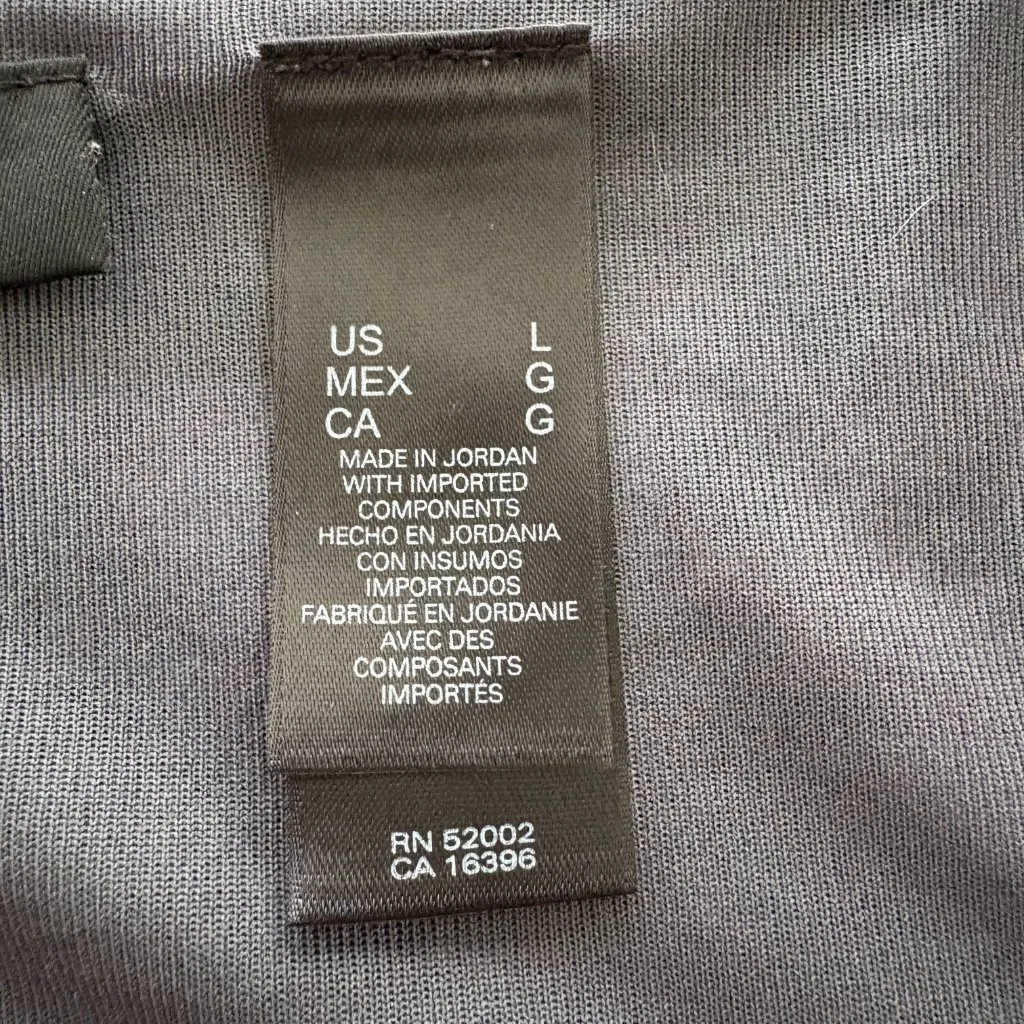 US L
MEX G
CA G
MADE IN JORDAN
WITH IMPORTED
COMPONENTS
HECHO EN JORDANIA
CON INSUMOS
IMPORTADOS
FABRIQUÉ EN JORDANIE
AVEC DES
COMPOSANTS
IMPORTÉS
RN 52002
CA 16396